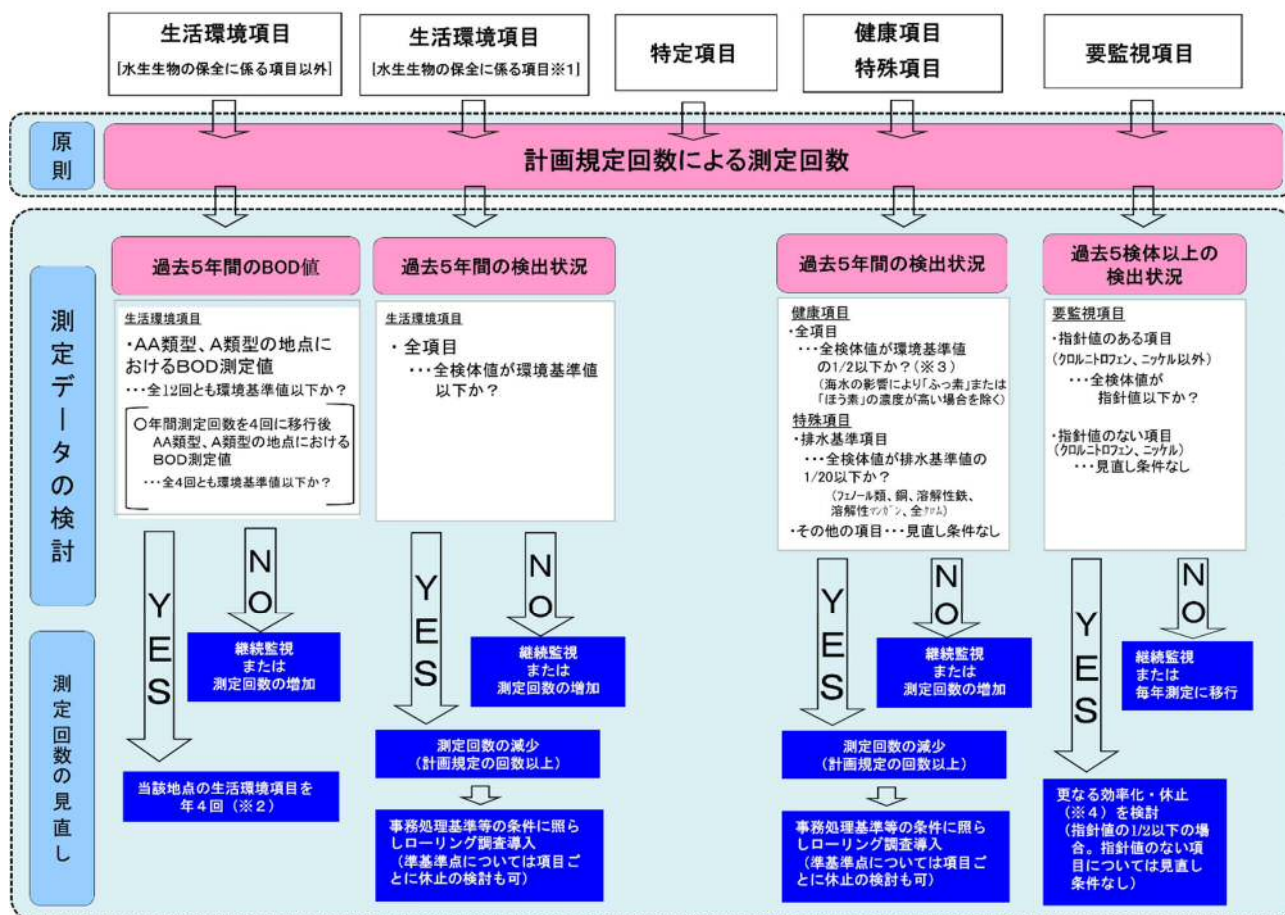 生活環境項目
[水生生物の保全に係る項目以外]
生活環境項目
[水生生物の保全に係る項目※1]
特定項目
健康項目
特殊項目
要監視項目
原則
計画規定回数による測定回数
測定データの検討
過去5年間のBOD値
生活環境項目
・AA類型、A類型の地点に
おけるBOD測定値
・・・全12回とも環境基準値以下か？
〇年間測定回数を4回に移行後
AA類型、A類型の地点における
BOD測定値
・・・全4回とも環境基準値以下か？
過去5年間の検出状況
生活環境項目
・全項目
・・・全検体値が環境基準値
以下か？
過去5年間の検出状況
健康項目
・全項目
・・・全検体値が環境基準値
の1/2以下か？（※3）
（海水の影響により「ふっ素」または
「ほう素」の濃度が高い場合を除く）
特殊項目
・排水基準項目
・・・全検体値が排水基準値の
1/20以下か？
（フェノール類、銅、溶解性鉄、
溶解性マンガン、全クロム）
・その他の項目・・・見直し条件なし
過去5検体以上の
検出状況
要監視項目
・指針値のある項目
（クロルニトロフェン、ニッケル以外）
・・・全検体値が
指針値以下か？
・指針値のない項目
（クロルニトロフェン、ニッケル）
・・・見直し条件なし
測定回数の見直し
YES
NO
継続監視
または
測定回数の増加
当該地点の生活環境項目を
年4回（※2）
YES
NO
継続監視
または
測定回数の増加
測定回数の減少
（計画規定の回数以上）
事務処理基準等の条件に照ら
しローリング調査導入
（準基準点については項目ご
とに休止の検討も可）
YES
NO
継続監視
または
測定回数の増加
測定回数の減少
（計画規定の回数以上）
事務処理基準等の条件に照ら
しローリング調査導入
（準基準点については項目ご
とに休止の検討も可）
YES
NO
継続監視
または
毎年測定に移行
更なる効率化・休止
（※4）を検討
（指針値の1/2以下の場
合。指針値のない項
目については見直し
条件なし）